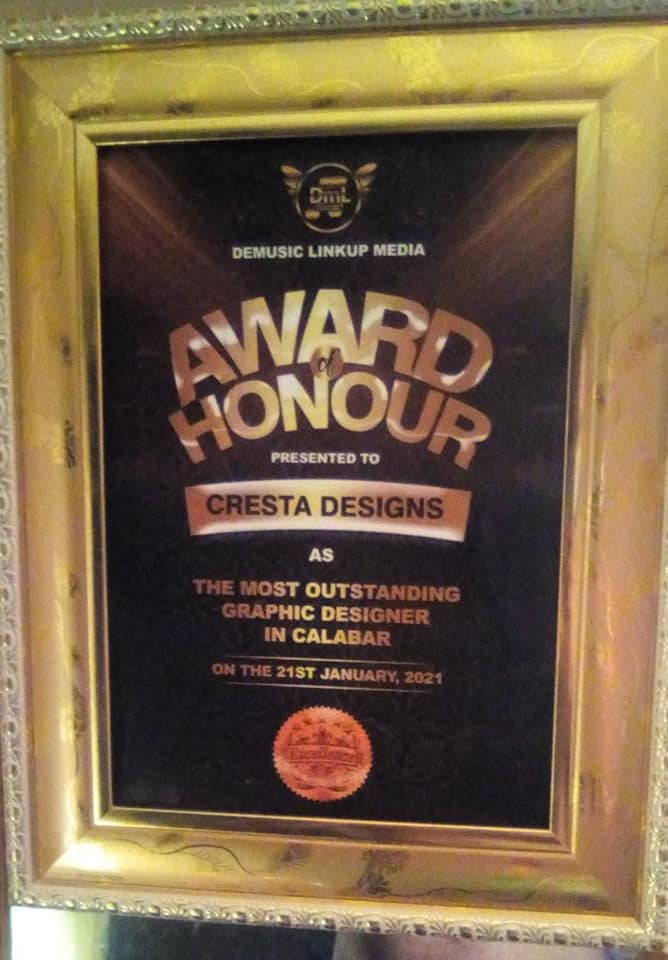 DmL
DEMUSIC LINKUP MEDIA
AWARD
of
HONOUR
PRESENTED TO
CRESTA DESIGNS
AS
THE MOST OUTSTANDING
GRAPHIC DESIGNER
IN CALABAR
ON THE 21ST JANUARY, 2021
Excellence